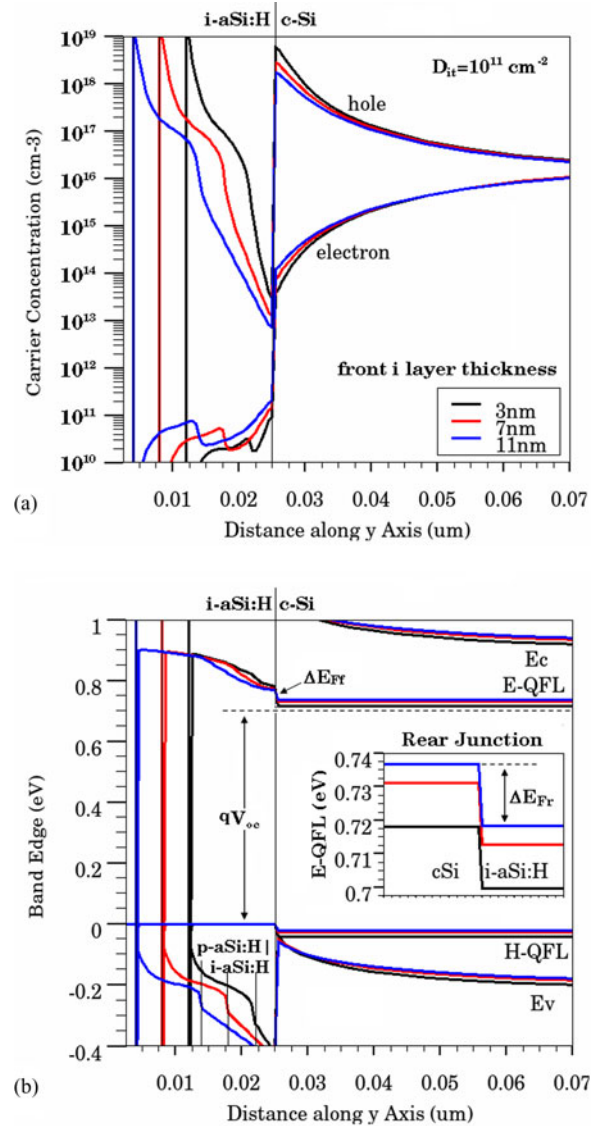 i-aSi:H c-Si
10^19
D_it=10^11 cm^-2
10^18
hole
10^17
10^16
10^15
electron
10^14
10^13
10^12
front i layer thickness
10^11
3nm
7nm
11nm
10^10
Carrier Concentration (cm-3)
(a)
0.01 0.02 0.03 0.04 0.05 0.06 0.07
Distance along y Axis (um)
i-aSi:H c-Si
1
Ec
ΔE_Ff
E-QFL
0.8
Rear Junction
0.6
0.74
ΔE_Fr
0.73
qV_oc
0.4
0.72
0.71
cSi i-aSi:H
0.2
0.7
E-QFL (eV)
0
p-aSi:H
i-aSi:H
H-QFL
-0.2
Ev
-0.4
Band Edge (eV)
(b)
0.01 0.02 0.03 0.04 0.05 0.06 0.07
Distance along y Axis (um)